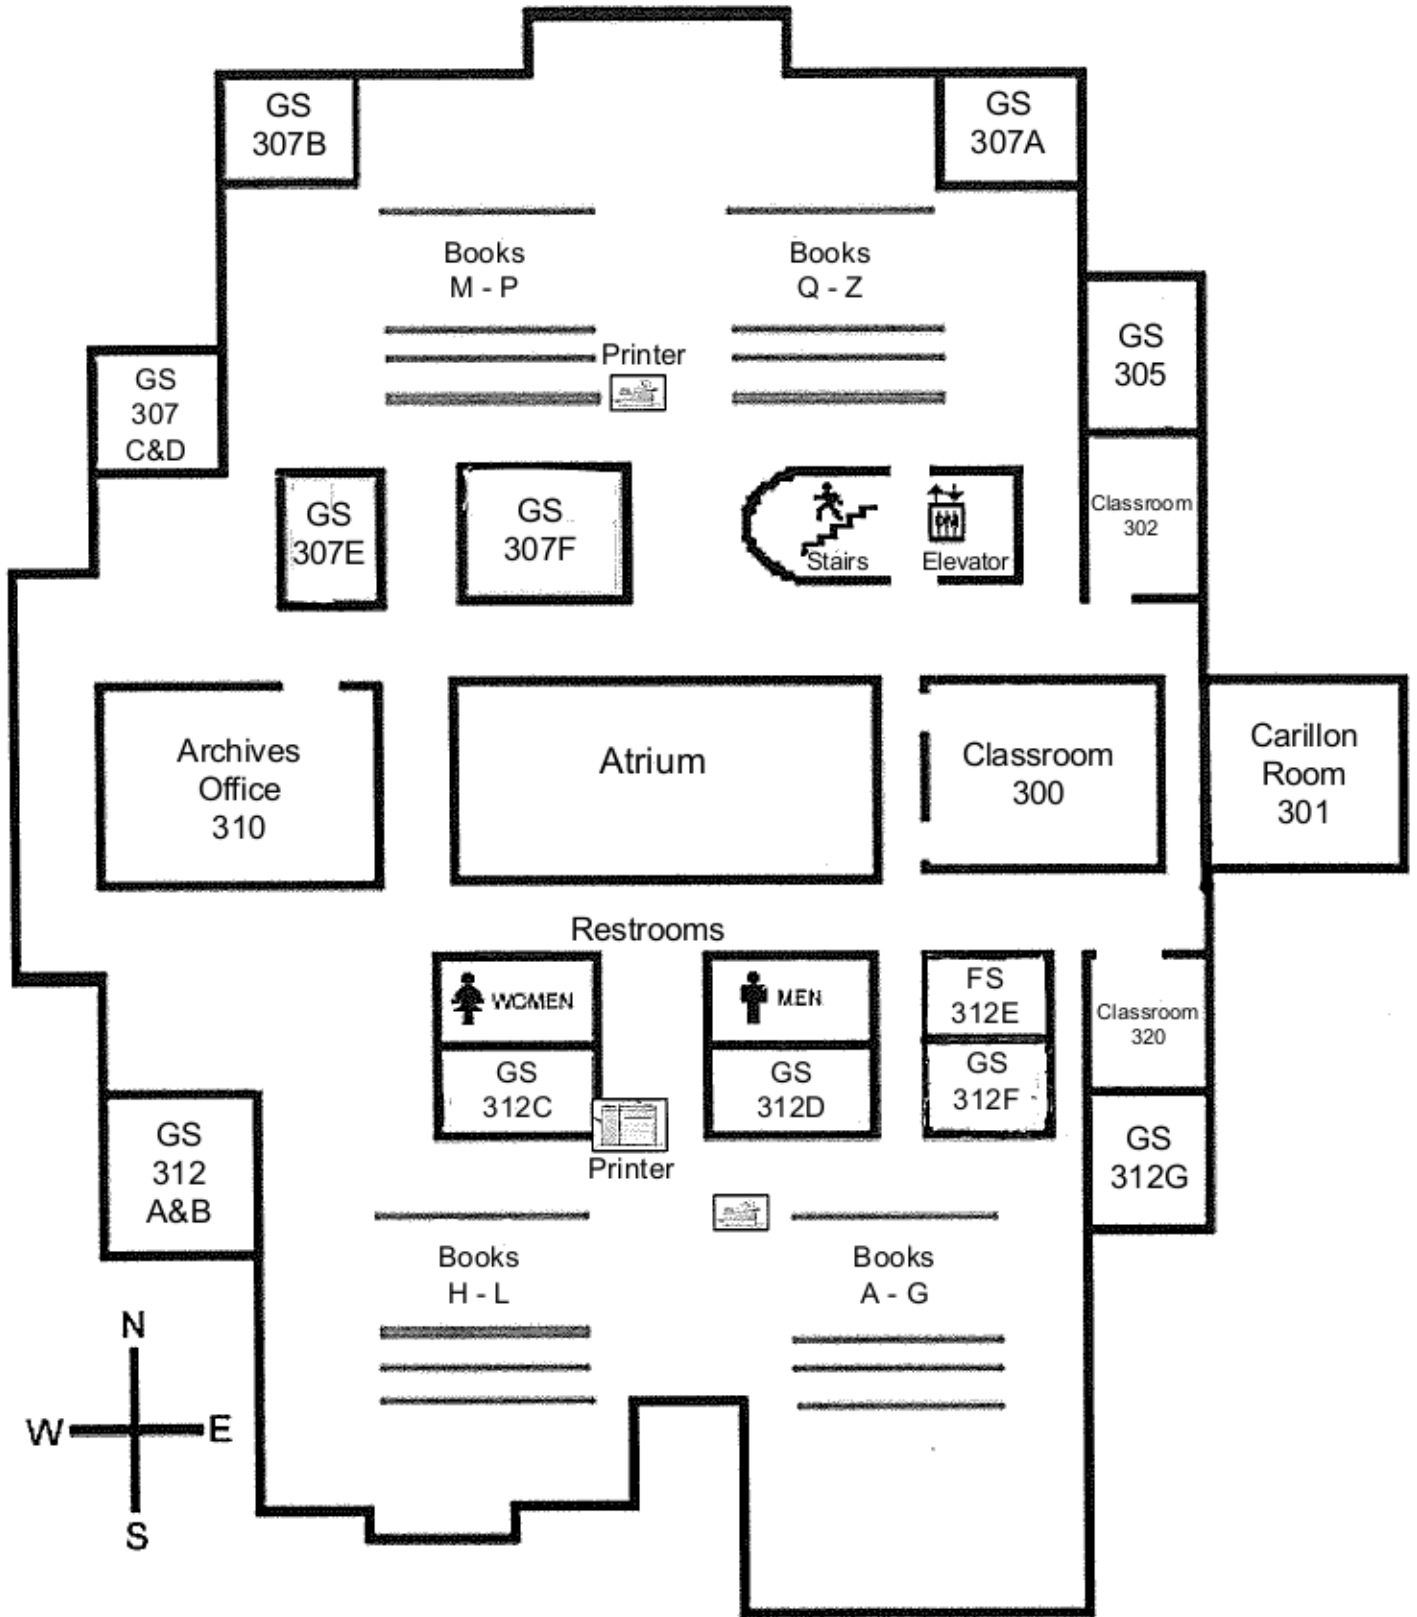 GS
307B
GS
307A
Books
M - P
Books
Q - Z
GS
305
Printer
GS
307
C&D
Classroom
302
GS
307E
GS
307F
Stairs
Elevator
Archives
Office
310
Atrium
Classroom
300
Carillon
Room
301
Restrooms
WOMEN
MEN
FS
312E
Classroom
320
GS
312C
GS
312D
GS
312F
GS
312
A&B
GS
312G
Printer
Books
H - L
Books
A - G
N
W E
S